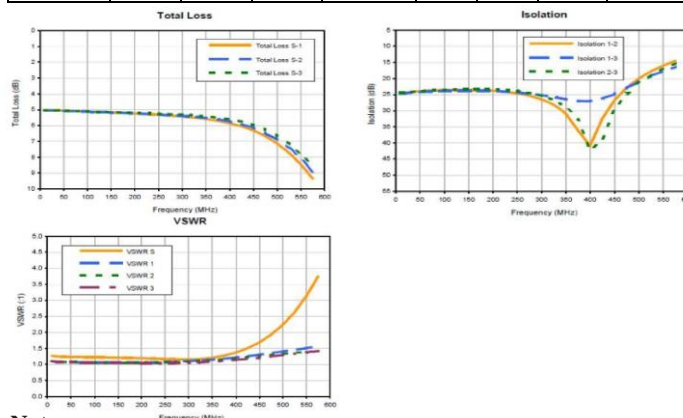 Total Loss
Total Loss (dB)
0
1
2
3
4
5
6
7
8
9
10
Total Loss S-1
Total Loss S-2
Total Loss S-3
0 50 100 150 200 250 300 350 400 450 500 550 600
Frequency (MHz)
Isolation
Isolation (dB)
5
10
15
20
25
30
35
40
45
50
55
Isolation 1-2
Isolation 1-3
Isolation 2-3
0 50 100 150 200 250 300 350 400 450 500 550
Frequency (MHz)
VSWR
VSWR (:1)
5.0
4.5
4.0
3.5
3.0
2.5
2.0
1.5
1.0
0.5
0.0
VSWR S
VSWR 1
VSWR 2
VSWR 3
0 50 100 150 200 250 300 350 400 450 500 550 600
Frequency (MHz)